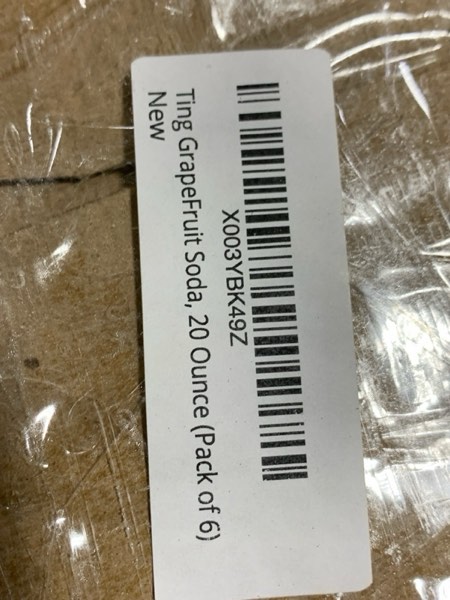 X003YBK49Z
Ting GrapeFruit Soda, 20 Ounce (Pack of 6)
New